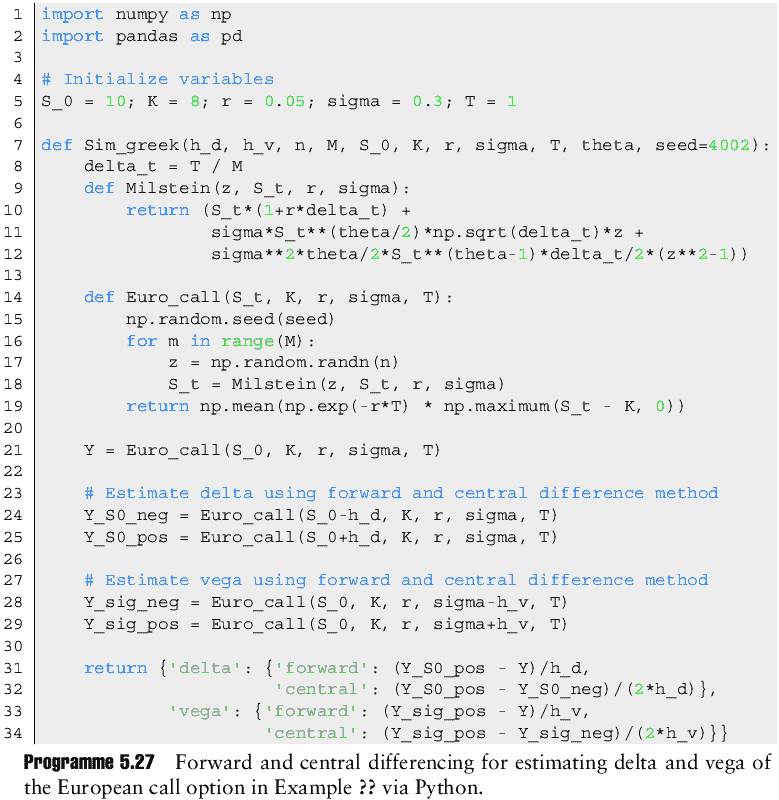 1 import numpy as np
2 import pandas as pd
3
4 # Initialize variables
5 S_0 = 10; K = 8; r = 0.05; sigma = 0.3; T = 1
6
7 def Sim_greek(h_d, h_v, n, M, S_0, K, r, sigma, T, theta, seed=4002):
8     delta_t = T / M
9     def Milstein(z, S_t, r, sigma):
10         return (S_t*(1+r*delta_t) +
11                 sigma*S_t**(theta/2)*np.sqrt(delta_t)*z +
12                 sigma**2*theta/2*S_t**(theta-1)*delta_t/2*(z**2-1))
13
14     def Euro_call(S_t, K, r, sigma, T):
15         np.random.seed(seed)
16         for m in range(M):
17             z = np.random.randn(n)
18             S_t = Milstein(z, S_t, r, sigma)
19         return np.mean(np.exp(-r*T) * np.maximum(S_t - K, 0))
20
21     Y = Euro_call(S_0, K, r, sigma, T)
22
23     # Estimate delta using forward and central difference method
24     Y_S0_neg = Euro_call(S_0-h_d, K, r, sigma, T)
25     Y_S0_pos = Euro_call(S_0+h_d, K, r, sigma, T)
26
27     # Estimate vega using forward and central difference method
28     Y_sig_neg = Euro_call(S_0, K, r, sigma-h_v, T)
29     Y_sig_pos = Euro_call(S_0, K, r, sigma+h_v, T)
30
31     return {'delta': {'forward': (Y_S0_pos - Y)/h_d,
32                       'central': (Y_S0_pos - Y_S0_neg)/(2*h_d)},
33             'vega': {'forward': (Y_sig_pos - Y)/h_v,
34                      'central': (Y_sig_pos - Y_sig_neg)/(2*h_v)}}
Programme 5.27 Forward and central differencing for estimating delta and vega of
the European call option in Example ?? via Python.